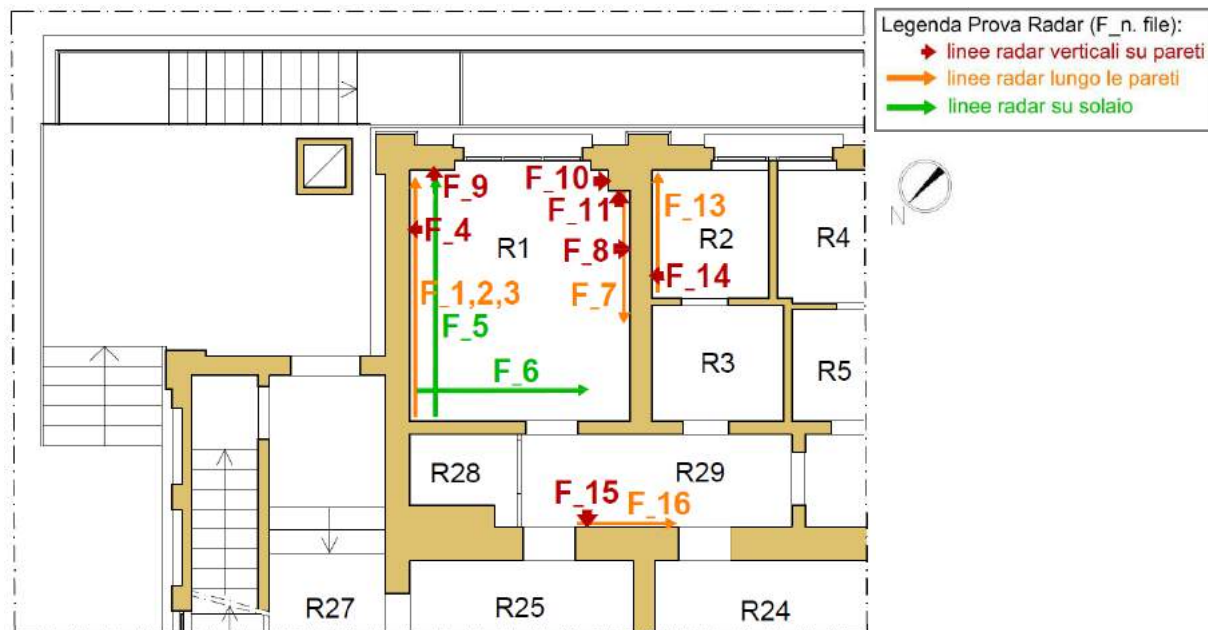 Legenda Prova Radar (F_n. file):
linee radar verticali su pareti
linee radar lungo le pareti
linee radar su solaio
N
F_9
F_10
F_11
F_13
F_4
R1
F_8
R2
R4
F_14
F_1,2,3
F_7
F_5
F_6
R3
R5
R28
R29
F_15
F_16
R27
R25
R24